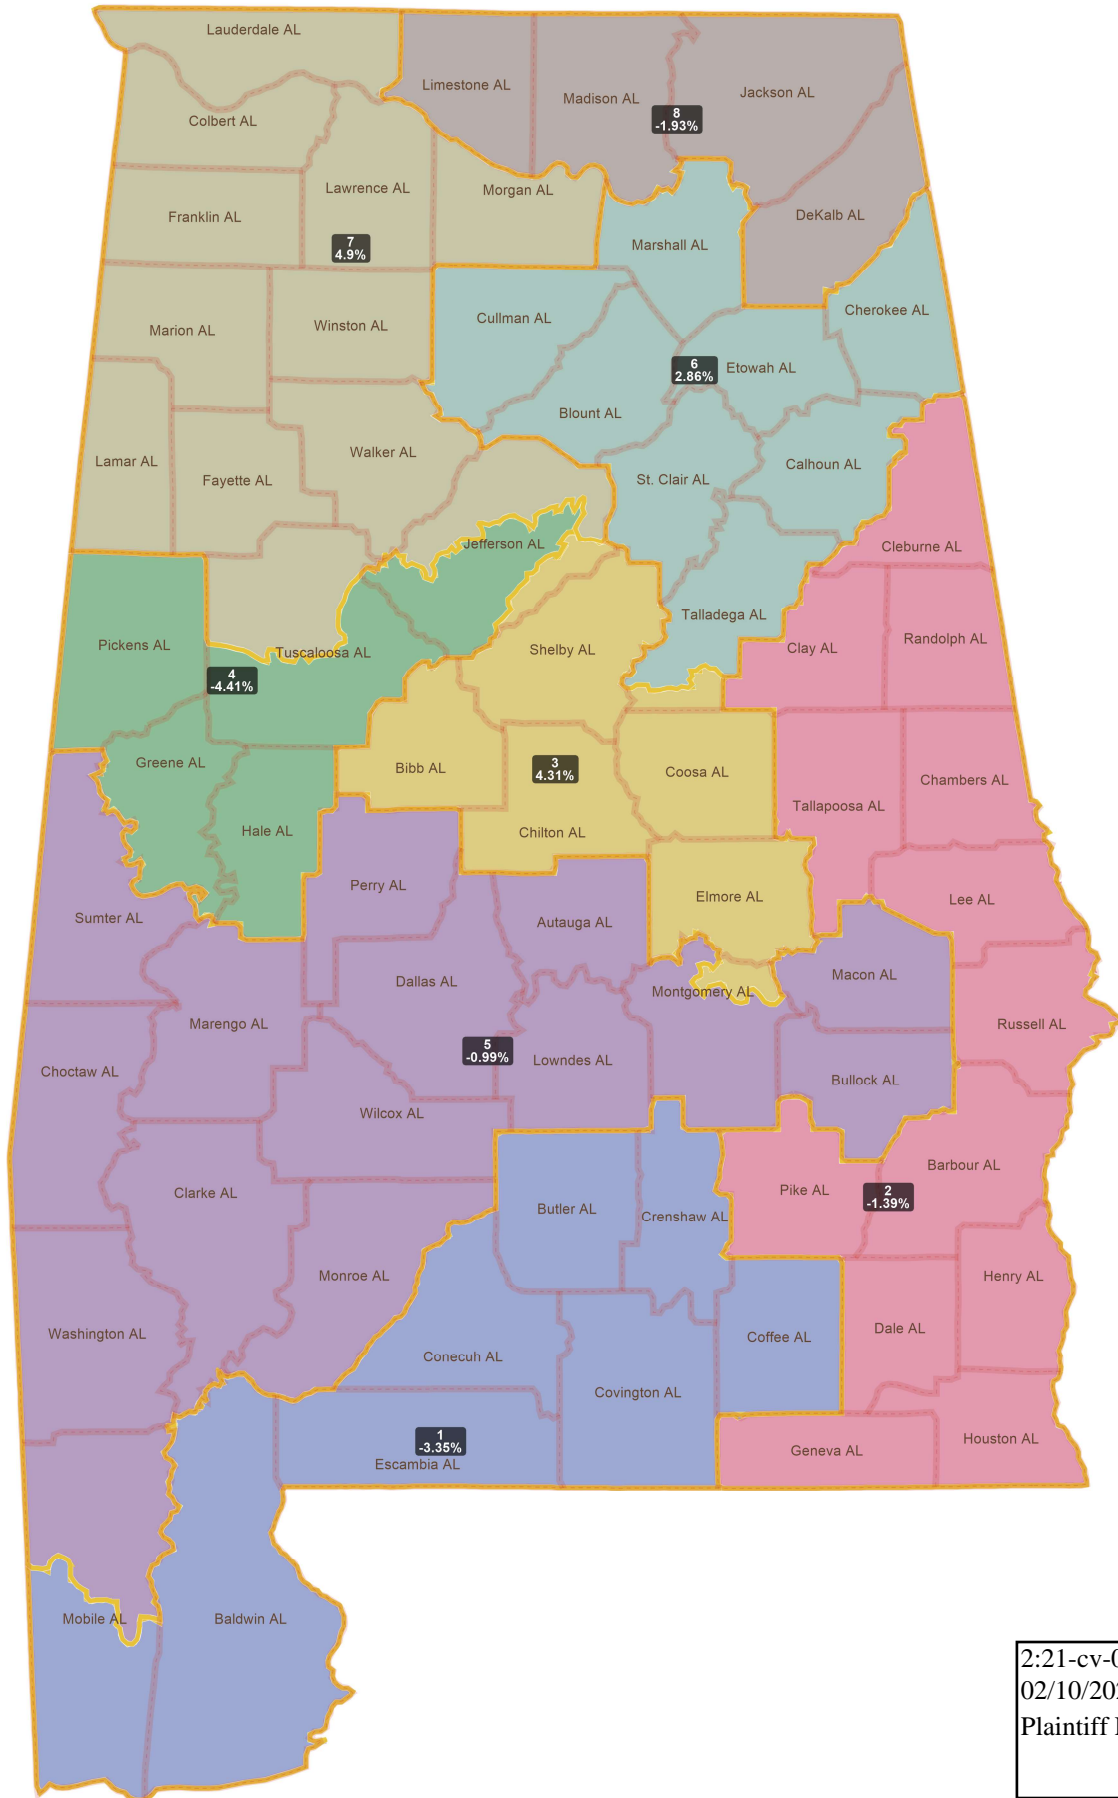 Lauderdale AL
Limestone AL
Madison AL
Jackson AL
8
-1.93%
Colbert AL
Lawrence AL
Morgan AL
Franklin AL
DeKalb AL
7
4.9%
Marshall AL
Cherokee AL
Marion AL
Winston AL
Cullman AL
6
2.86%
Etowah AL
Blount AL
Lamar AL
Fayette AL
Walker AL
St. Clair AL
Calhoun AL
Jefferson AL
Cleburne AL
Talladega AL
Pickens AL
Tuscaloosa AL
Shelby AL
Clay AL
Randolph AL
4
-4.41%
Greene AL
Bibb AL
3
4.31%
Coosa AL
Chambers AL
Tallapoosa AL
Hale AL
Chilton AL
Perry AL
Elmore AL
Lee AL
Sumter AL
Autauga AL
Dallas AL
Montgomery AL
Macon AL
Marengo AL
Russell AL
5
-0.99%
Lowndes AL
Choctaw AL
Bullock AL
Wilcox AL
Clarke AL
Barbour AL
Butler AL
Crenshaw AL
Pike AL
2
-1.39%
Monroe AL
Henry AL
Washington AL
Coffee AL
Dale AL
Conecuh AL
Covington AL
1
-3.35%
Escambia AL
Geneva AL
Houston AL
Mobile AL
Baldwin AL
2:21-cv-0
02/10/202
Plaintiff